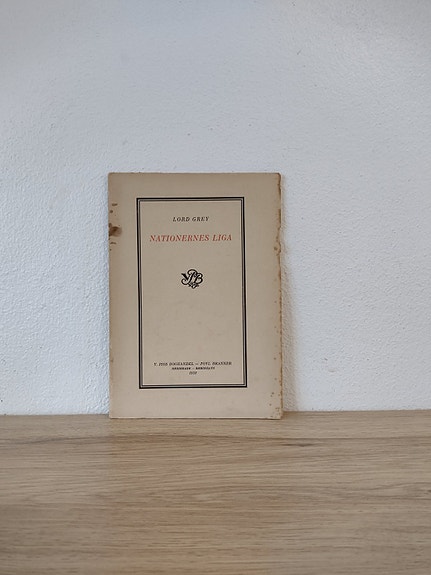 LORD GREY
NATIONERNES LIGA
V. PIOS BOGHANDEL — POVL BRANNER